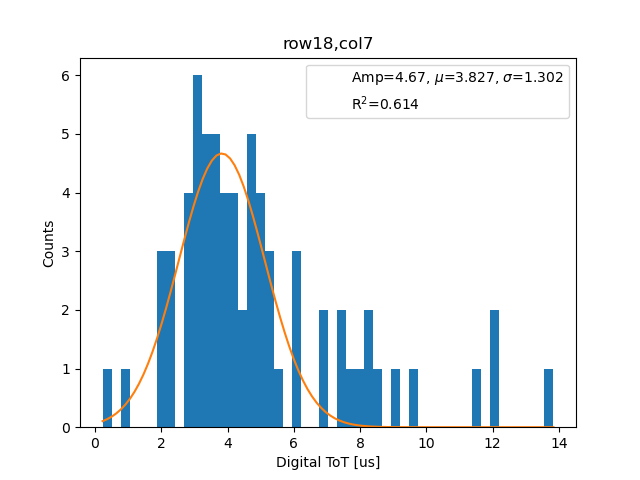 row18,col7
Amp=4.67, μ=3.827, σ=1.302
R²=0.614
Counts
6
5
4
3
2
1
0
0 2 4 6 8 10 12 14
Digital ToT [us]